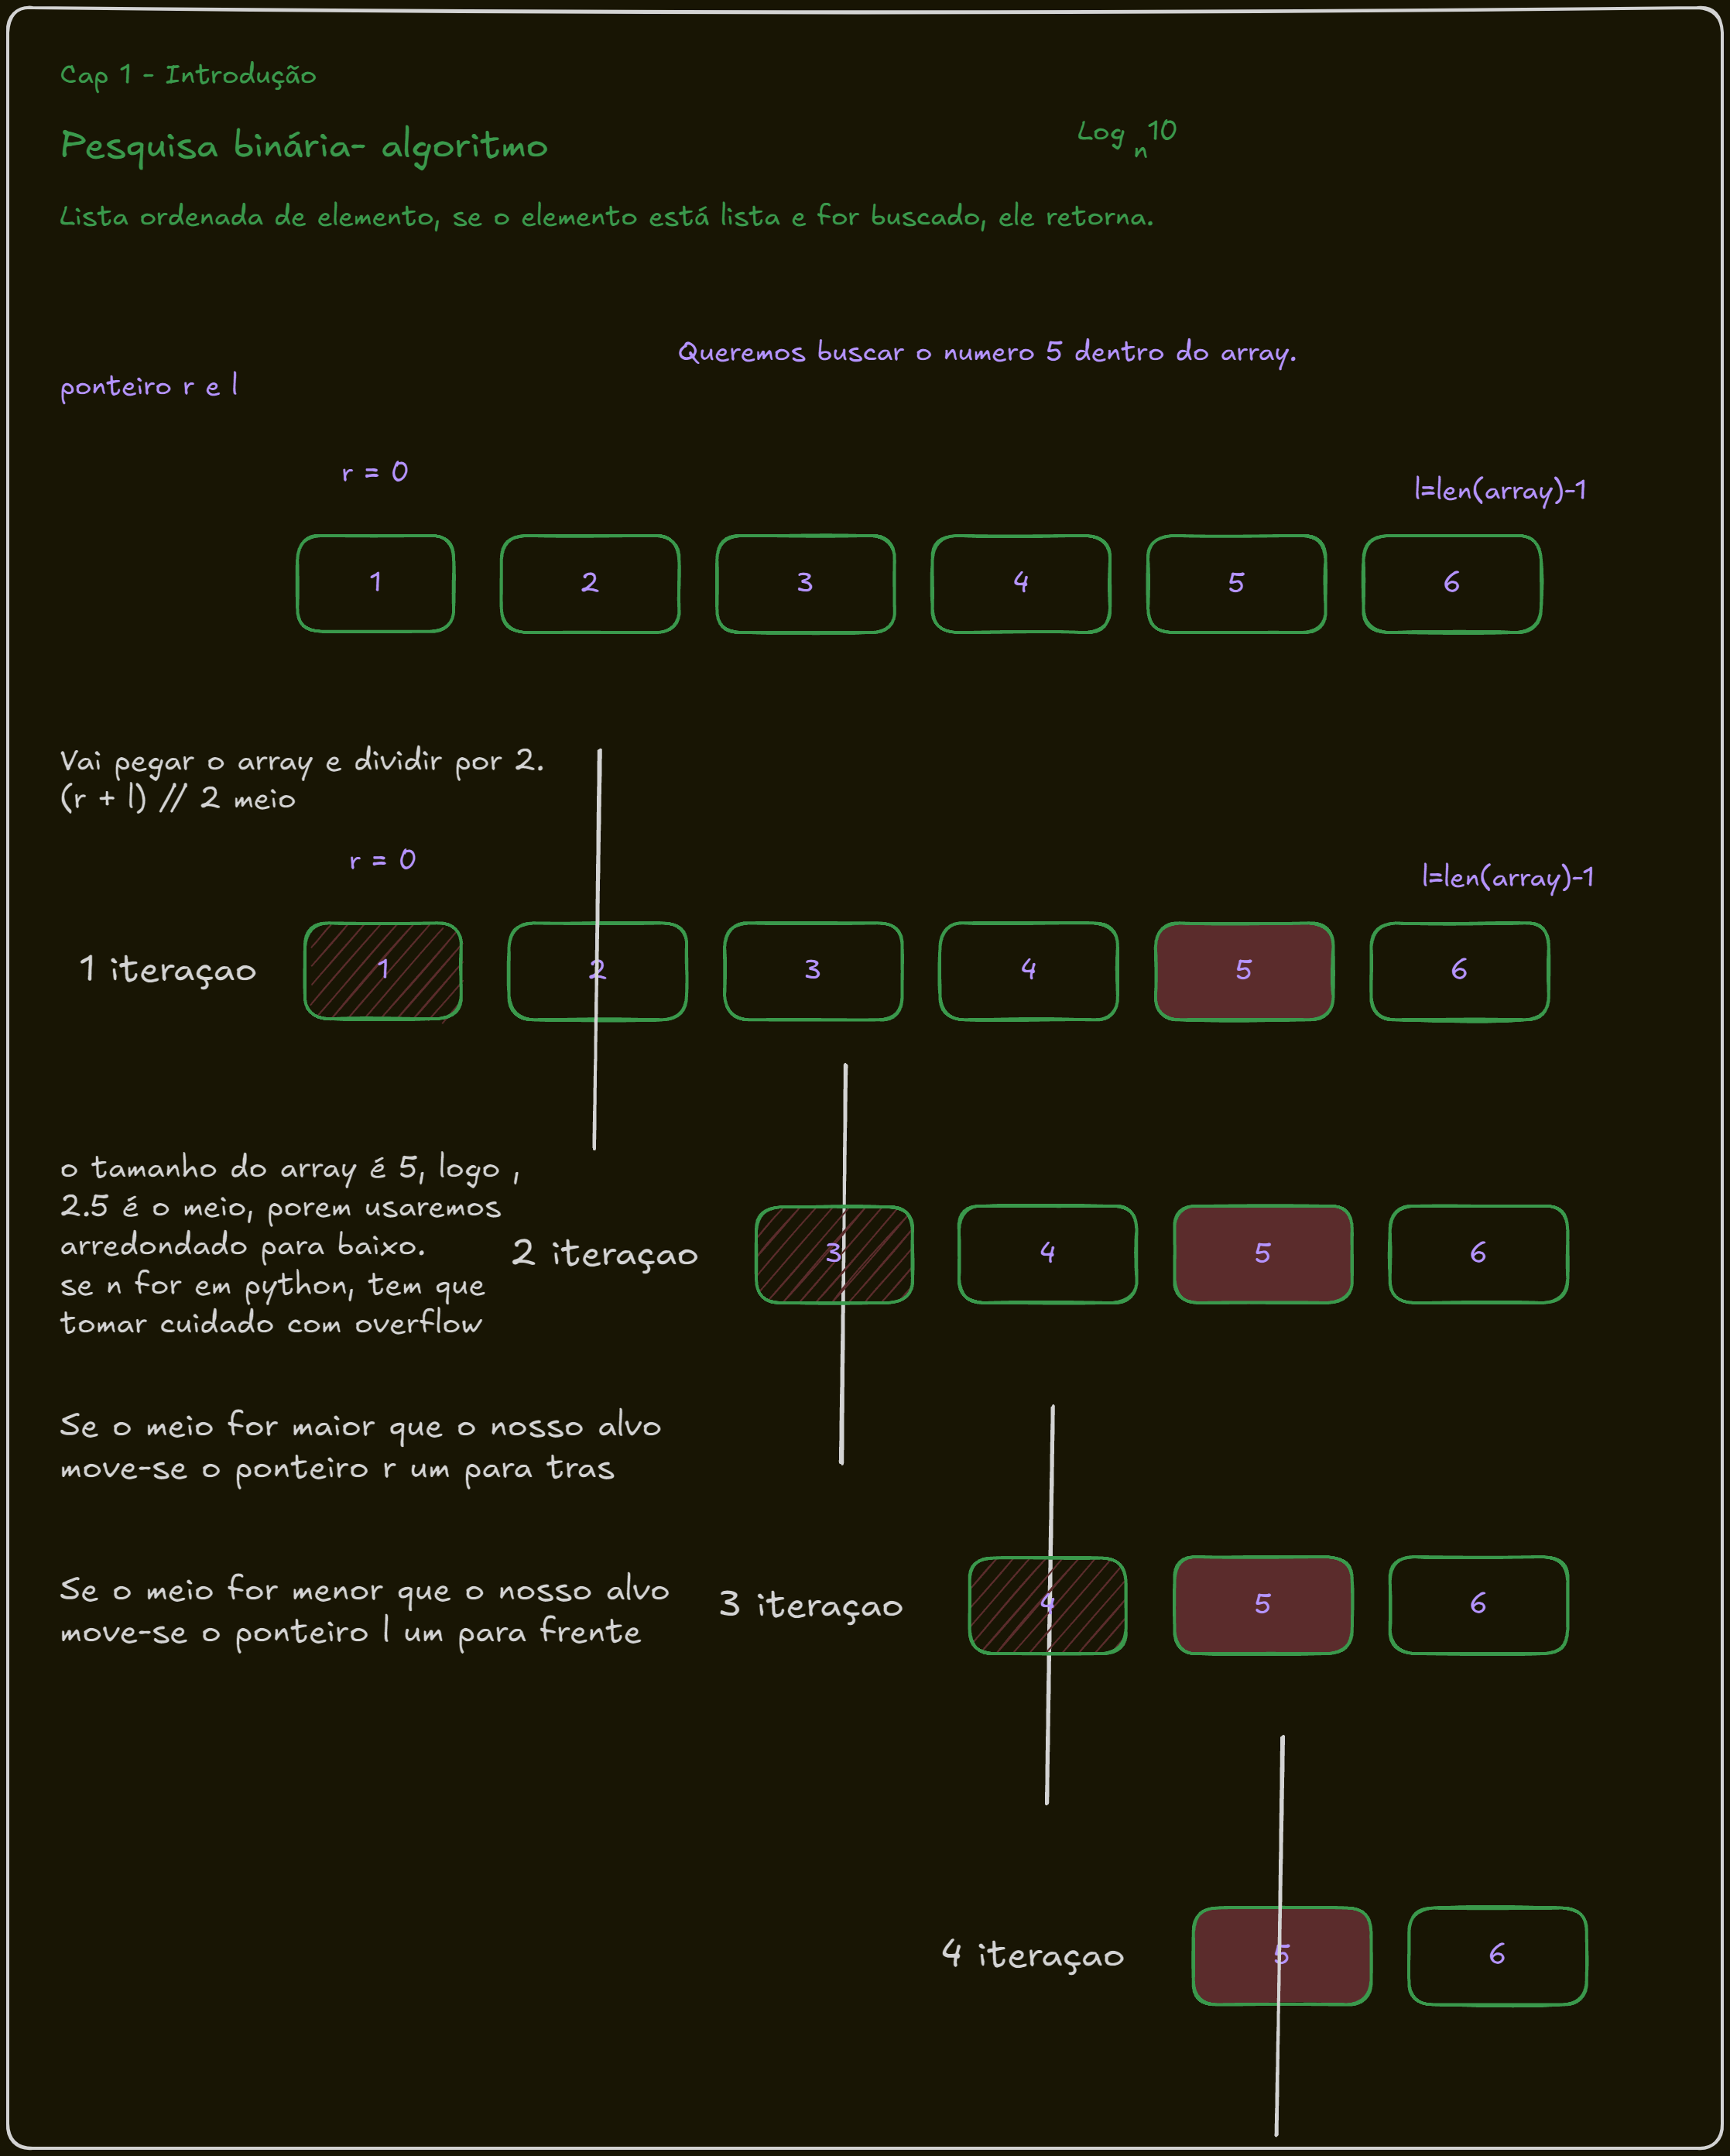 Cap 1 - Introdução
Pesquisa binária- algoritmo
Log n 10
Lista ordenada de elemento, se o elemento está lista e for buscado, ele retorna.
Queremos buscar o numero 5 dentro do array.
ponteiro r e l
r = 0
l=len(array)-1
1 2 3 4 5 6
Vai pegar o array e dividir por 2.
(r + l) // 2 meio
r = 0
l=len(array)-1
1 iteraçao
1 2 3 4 5 6
o tamanho do array é 5, logo ,
2.5 é o meio, porem usaremos
arredondado para baixo.
se n for em python, tem que
tomar cuidado com overflow
2 iteraçao
3 4 5 6
Se o meio for maior que o nosso alvo
move-se o ponteiro r um para tras
Se o meio for menor que o nosso alvo
move-se o ponteiro l um para frente
3 iteraçao
4 5 6
4 iteraçao
5 6